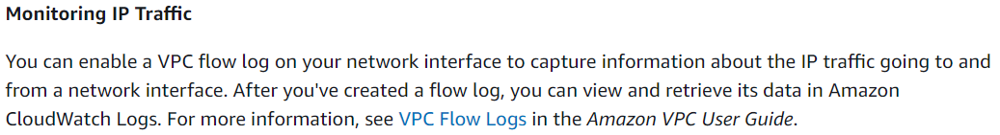 Monitoring IP Traffic
You can enable a VPC flow log on your network interface to capture information about the IP traffic going to and
from a network interface. After you've created a flow log, you can view and retrieve its data in Amazon
CloudWatch Logs. For more information, see VPC Flow Logs in the Amazon VPC User Guide.